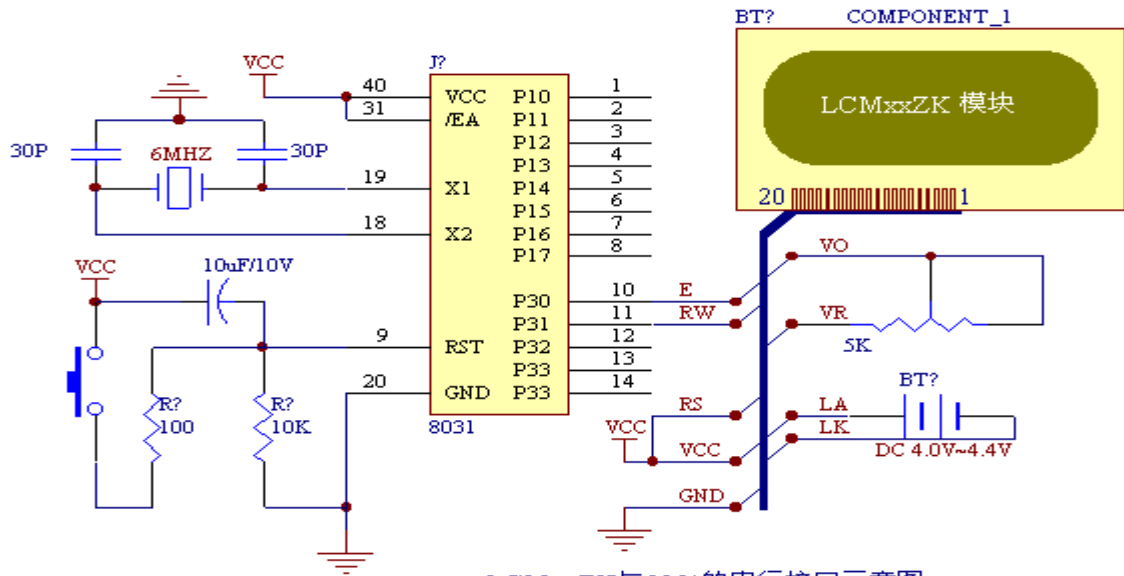 BT? COMPONENT_1
LCMxxZK 模块
20 1
VCC
J?
40 VCC P10 1
31 /EA P11 2
P12 3
P13 4
19 X1 P14 5
P15 6
18 X2 P16 7
P17 8
P30 10 E
P31 11 RW
9 RST P32 12
P33 13
20 GND P33 14
8031
30P 6MHZ 30P
VCC 10uF/10V
R?
100
R?
10K
VO
VR
5K
RS
VCC VCC
GND
LA BT?
LK
DC 4.0V~4.4V